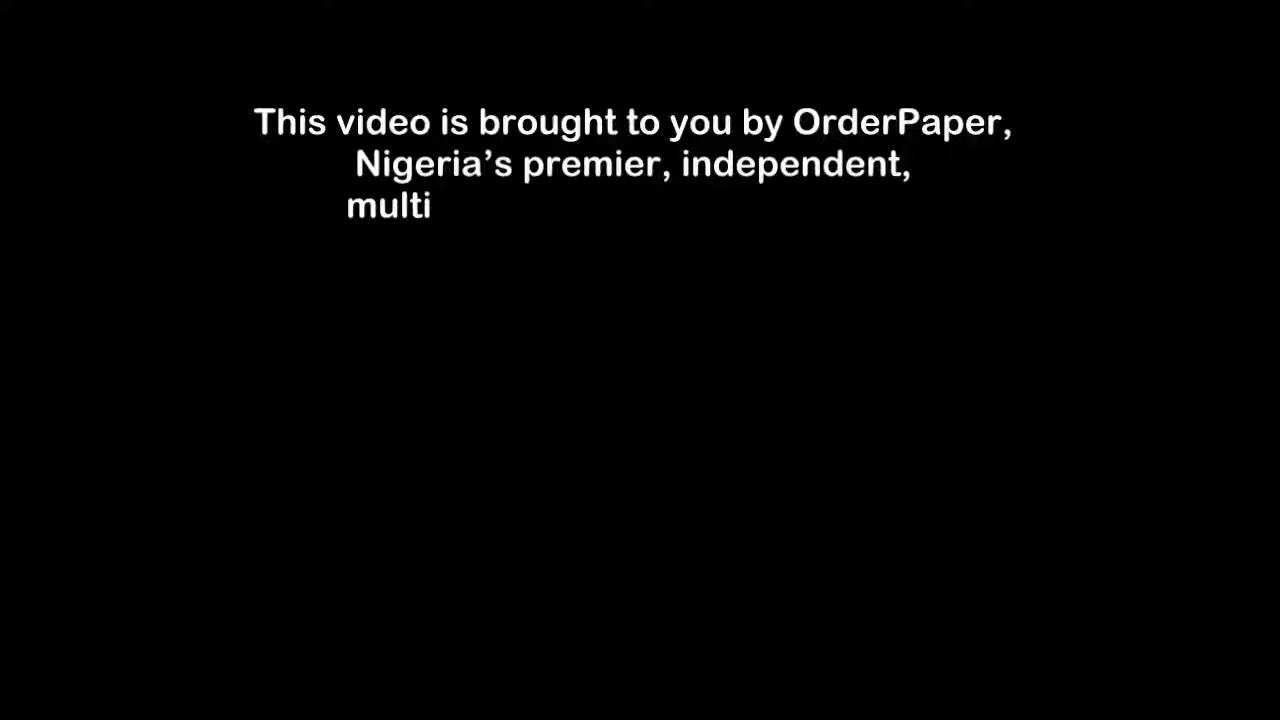 This video is brought to you by OrderPaper,
Nigeria’s premier, independent,
multi